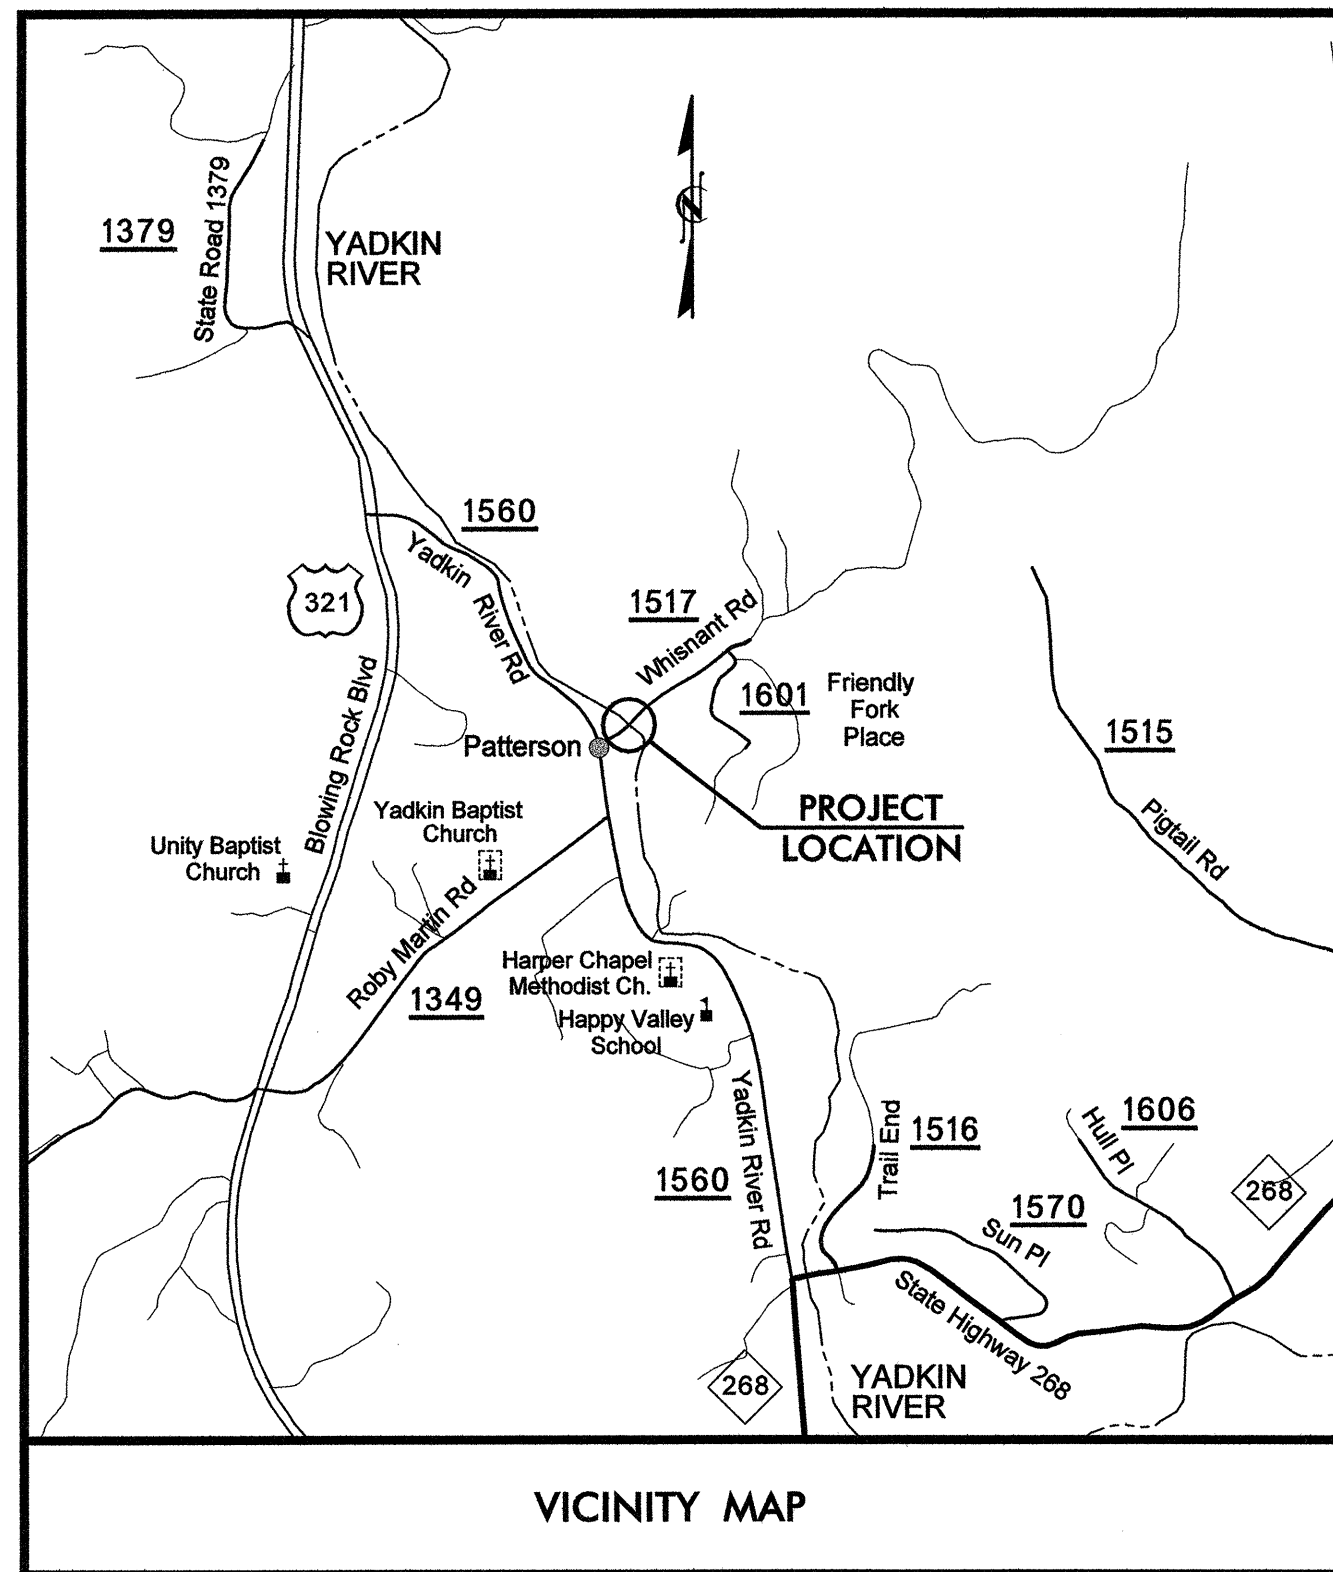 1379
State Road 1379
YADKIN
RIVER
N
1560
Yadkin River Rd
321
1517
Whisnant Rd
1601
Friendly
Fork
Place
1515
Pigtail Rd
Blowing Rock Blvd
Patterson
PROJECT
LOCATION
Yadkin Baptist
Church
Unity Baptist
Church
Roby Martin Rd
1349
Harper Chapel
Methodist Ch.
Happy Valley
School
Yadkin River Rd
1560
Trail End
1516
Hull Pl
1606
268
1570
Sun Pl
State Highway 268
268
YADKIN
RIVER
VICINITY MAP